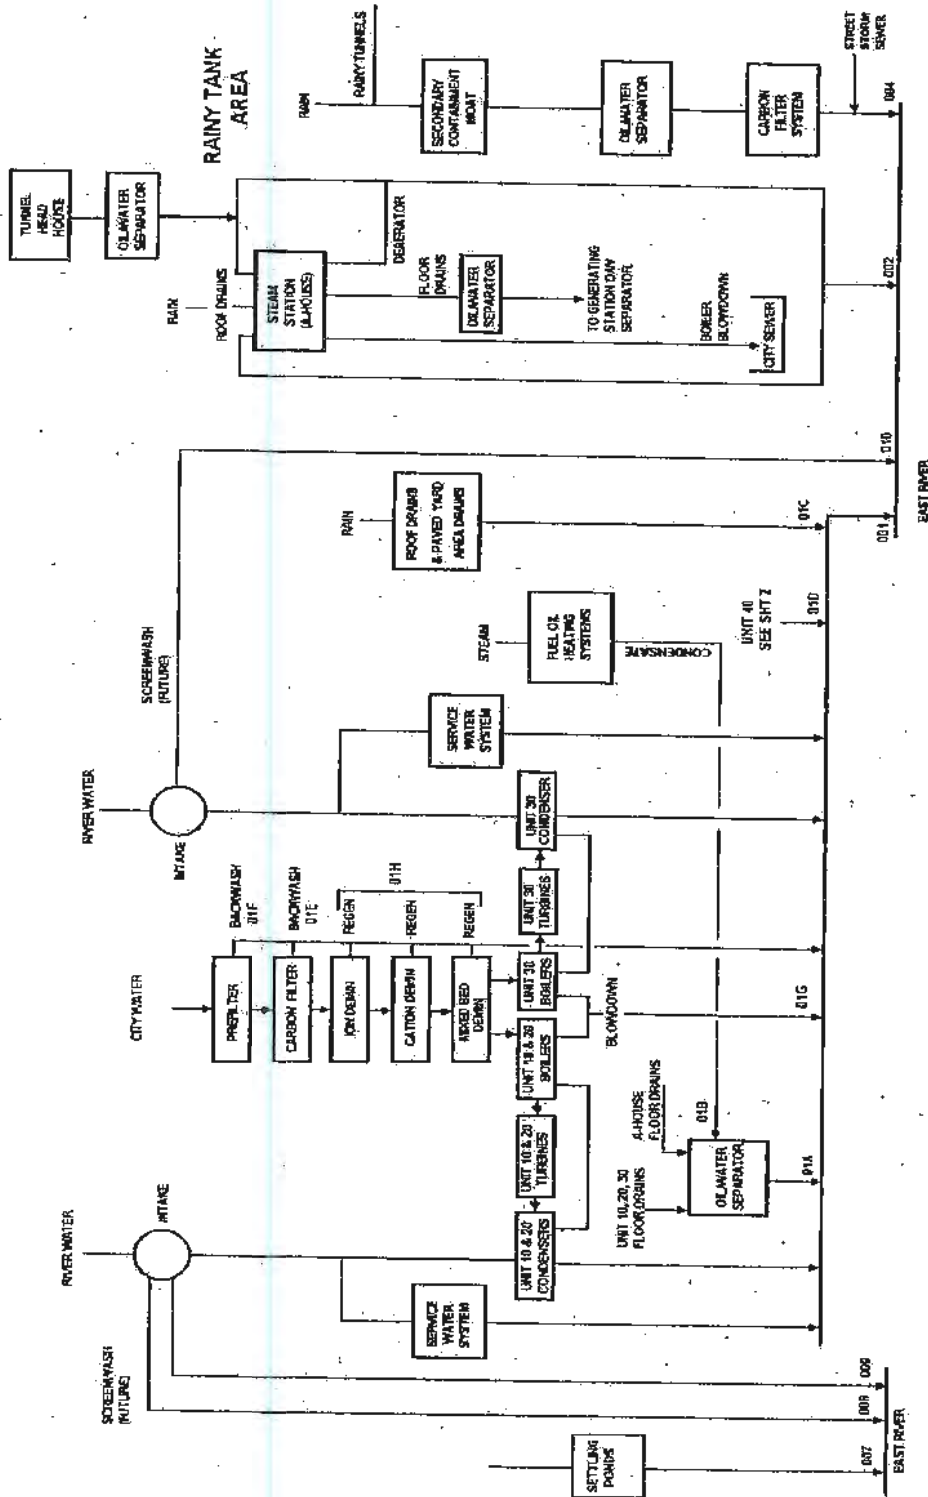 RAINY TANK
AREA
TUNNEL
HEAD
HOUSE
OIL/WATER
SEPARATOR
RAIN
ROOF DRAINS
STEAM
STATION
(A-HOUSE)
DEAERATOR
FLOOR
DRAINS
OIL/WATER
SEPARATOR
TO GENERATING
STATION OAW
SEPARATOR
BOILER
BLOWDOWN
CITY SEWER
002
RAIN
RAINY TUNNELS
SECONDARY
CONTAINMENT
MOAT
OIL/WATER
SEPARATOR
CARBON
FILTER
SYSTEM
STREET
STORM
SEWER
004
RIVER WATER
INTAKE
SCREENWASH
(FUTURE)
010
RAIN
ROOF DRAINS
& PAVED YARD
AREA DRAINS
01C
001
EAST RIVER
STEAM
FUEL OIL
HEATING
SYSTEMS
CONDENSATE
UNIT 40
SEE SHT 2
01D
SERVICE
WATER
SYSTEM
CITY WATER
PREFILTER
BACKWASH
01F
CARBON FILTER
BACKWASH
01E
ION DEMIN
REGEN
01H
CATION DEMIN
REGEN
MIXED BED
DEMIN
REGEN
UNIT 30
BOILERS
UNIT 30
TURBINES
UNIT 30
CONDENSER
UNIT 10 & 20
BOILERS
UNIT 10 & 20
TURBINES
UNIT 10 & 20
CONDENSERS
BLOWDOWN
01G
A-HOUSE
FLOOR DRAINS
01B
UNIT 10, 20, 30
FLOOR DRAINS
OIL/WATER
SEPARATOR
01A
RIVER WATER
INTAKE
SERVICE
WATER
SYSTEM
SCREENWASH
(FUTURE)
009
008
SETTLING
PONDS
007
EAST RIVER